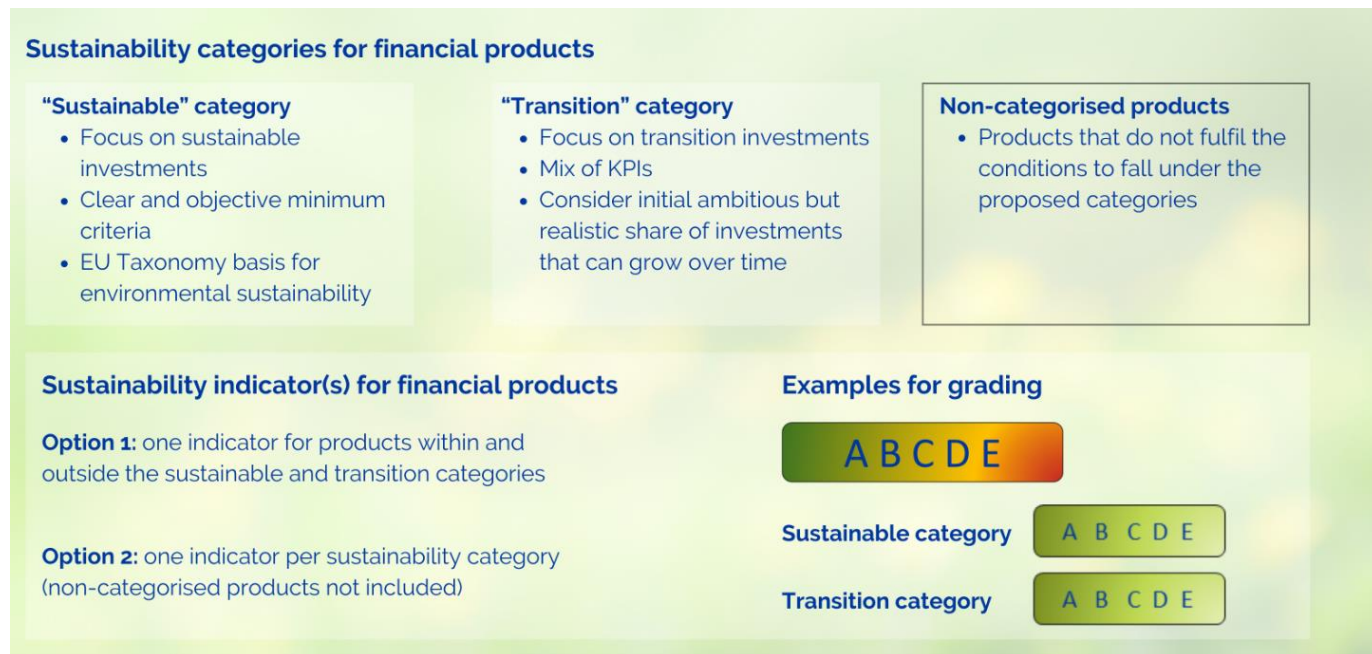 Sustainability categories for financial products
“Sustainable” category
• Focus on sustainable
investments
• Clear and objective minimum
criteria
• EU Taxonomy basis for
environmental sustainability
“Transition” category
• Focus on transition investments
• Mix of KPIs
• Consider initial ambitious but
realistic share of investments
that can grow over time
Non-categorised products
• Products that do not fulfil the
conditions to fall under the
proposed categories
Sustainability indicator(s) for financial products
Option 1: one indicator for products within and
outside the sustainable and transition categories
Option 2: one indicator per sustainability category
(non-categorised products not included)
Examples for grading
A B C D E
Sustainable category
A B C D E
Transition category
A B C D E